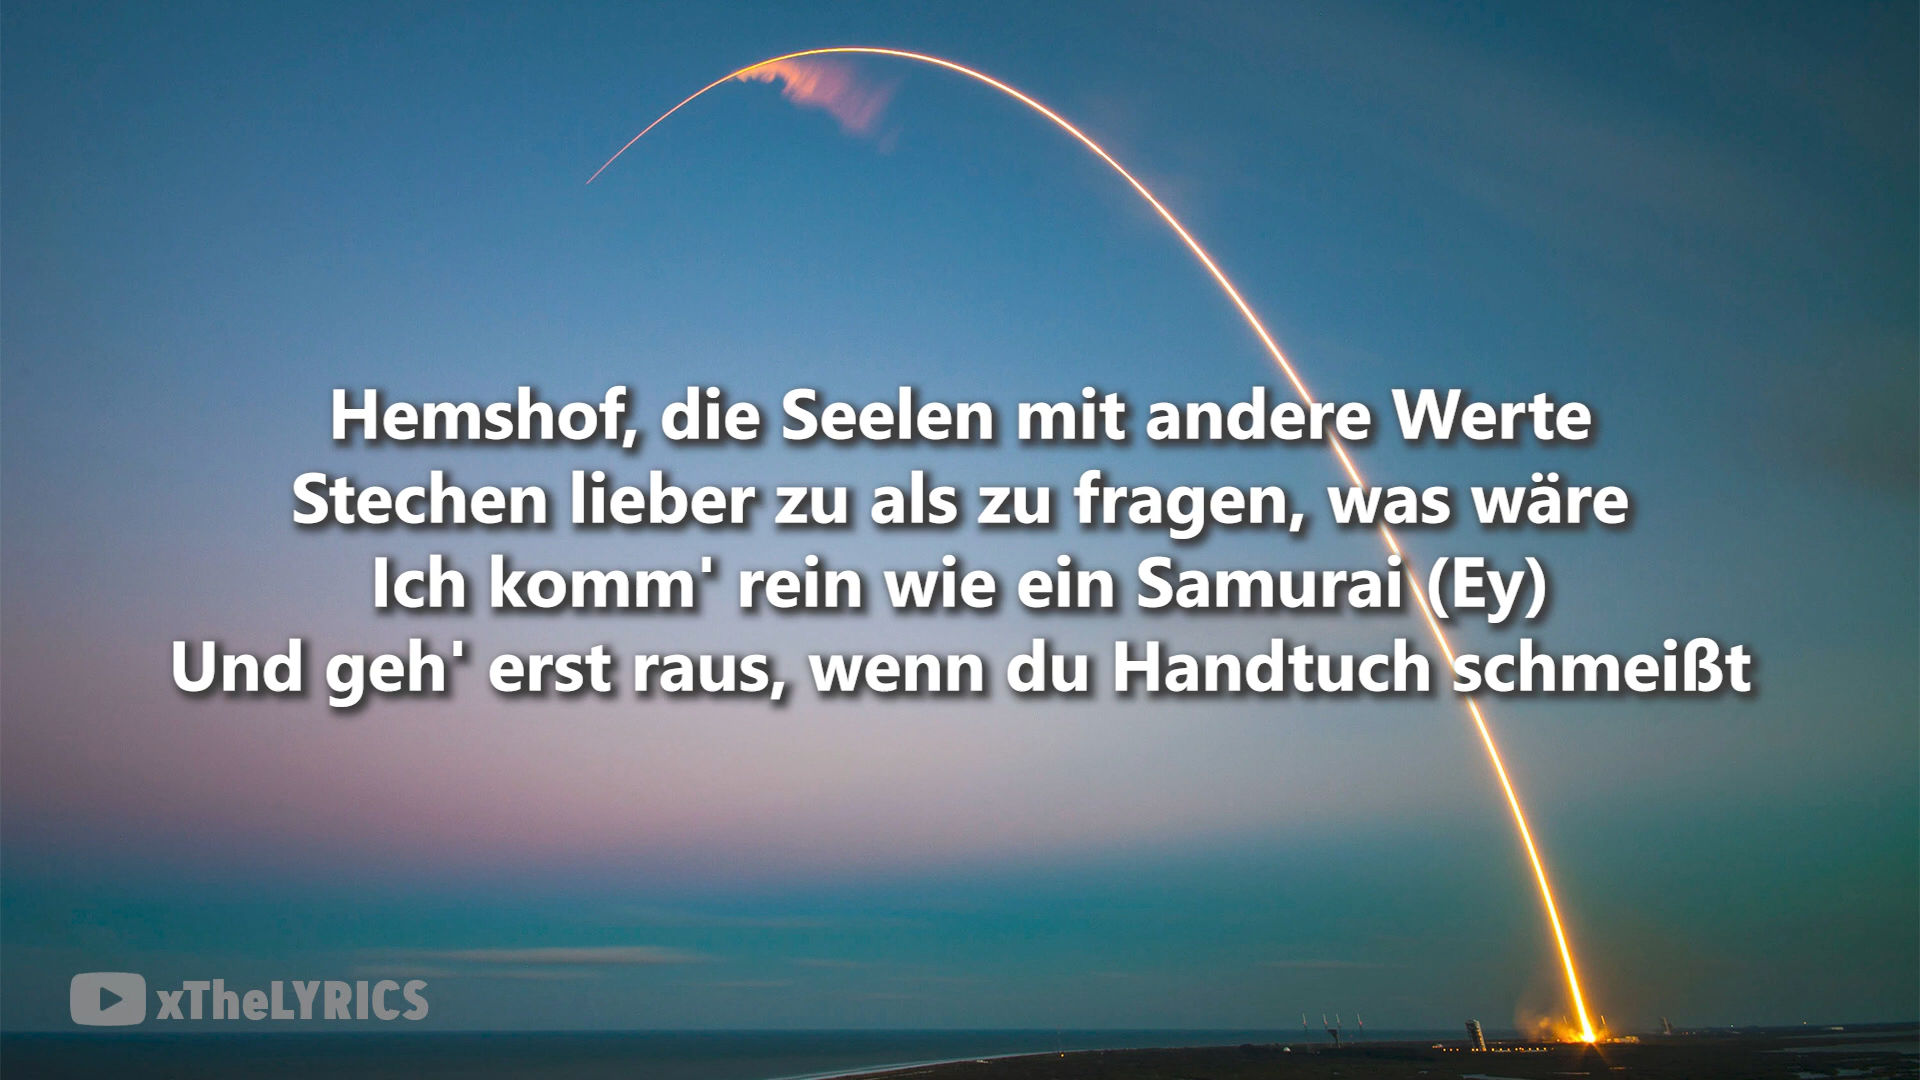 Hemshof, die Seelen mit andere Werte
Stechen lieber zu als zu fragen, was wäre
Ich komm' rein wie ein Samurai (Ey)
Und geh' erst raus, wenn du Handtuch schmeißt
xTheLYRICS